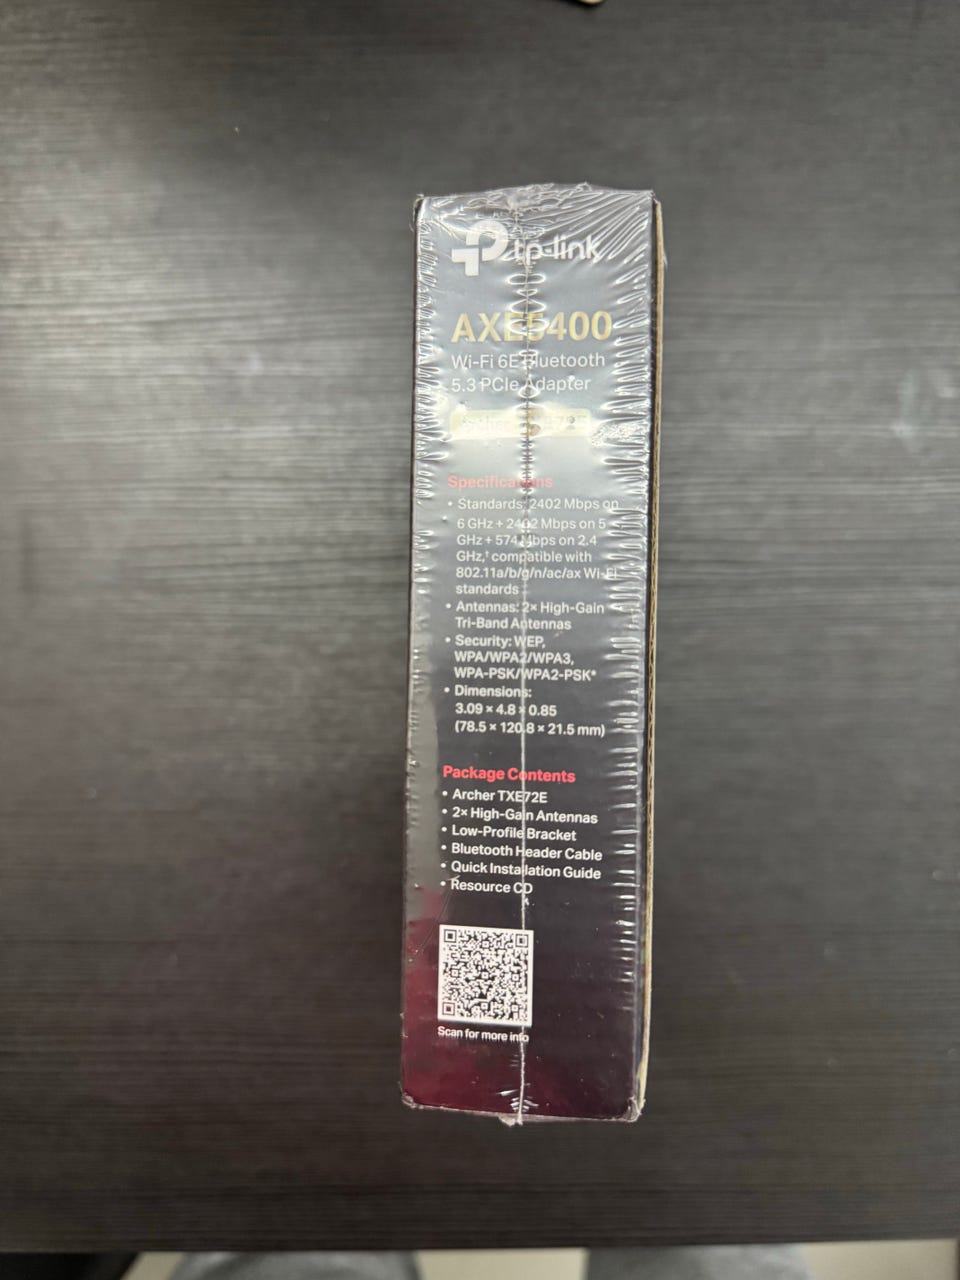 tp-link
AXE5400
Wi-Fi 6E Bluetooth
5.3 PCIe Adapter
Archer TXE72E
Specifications
• Standards: 2402 Mbps on
6 GHz + 2402 Mbps on 5
GHz + 574 Mbps on 2.4
GHz,† compatible with
802.11a/b/g/n/ac/ax Wi-Fi
standards
• Antennas: 2× High-Gain
Tri-Band Antennas
• Security: WEP,
WPA/WPA2/WPA3,
WPA-PSK/WPA2-PSK*
• Dimensions:
3.09 × 4.8 × 0.85
(78.5 × 120.8 × 21.5 mm)
Package Contents
• Archer TXE72E
• 2× High-Gain Antennas
• Low-Profile Bracket
• Bluetooth Header Cable
• Quick Installation Guide
• Resource CD
Scan for more info